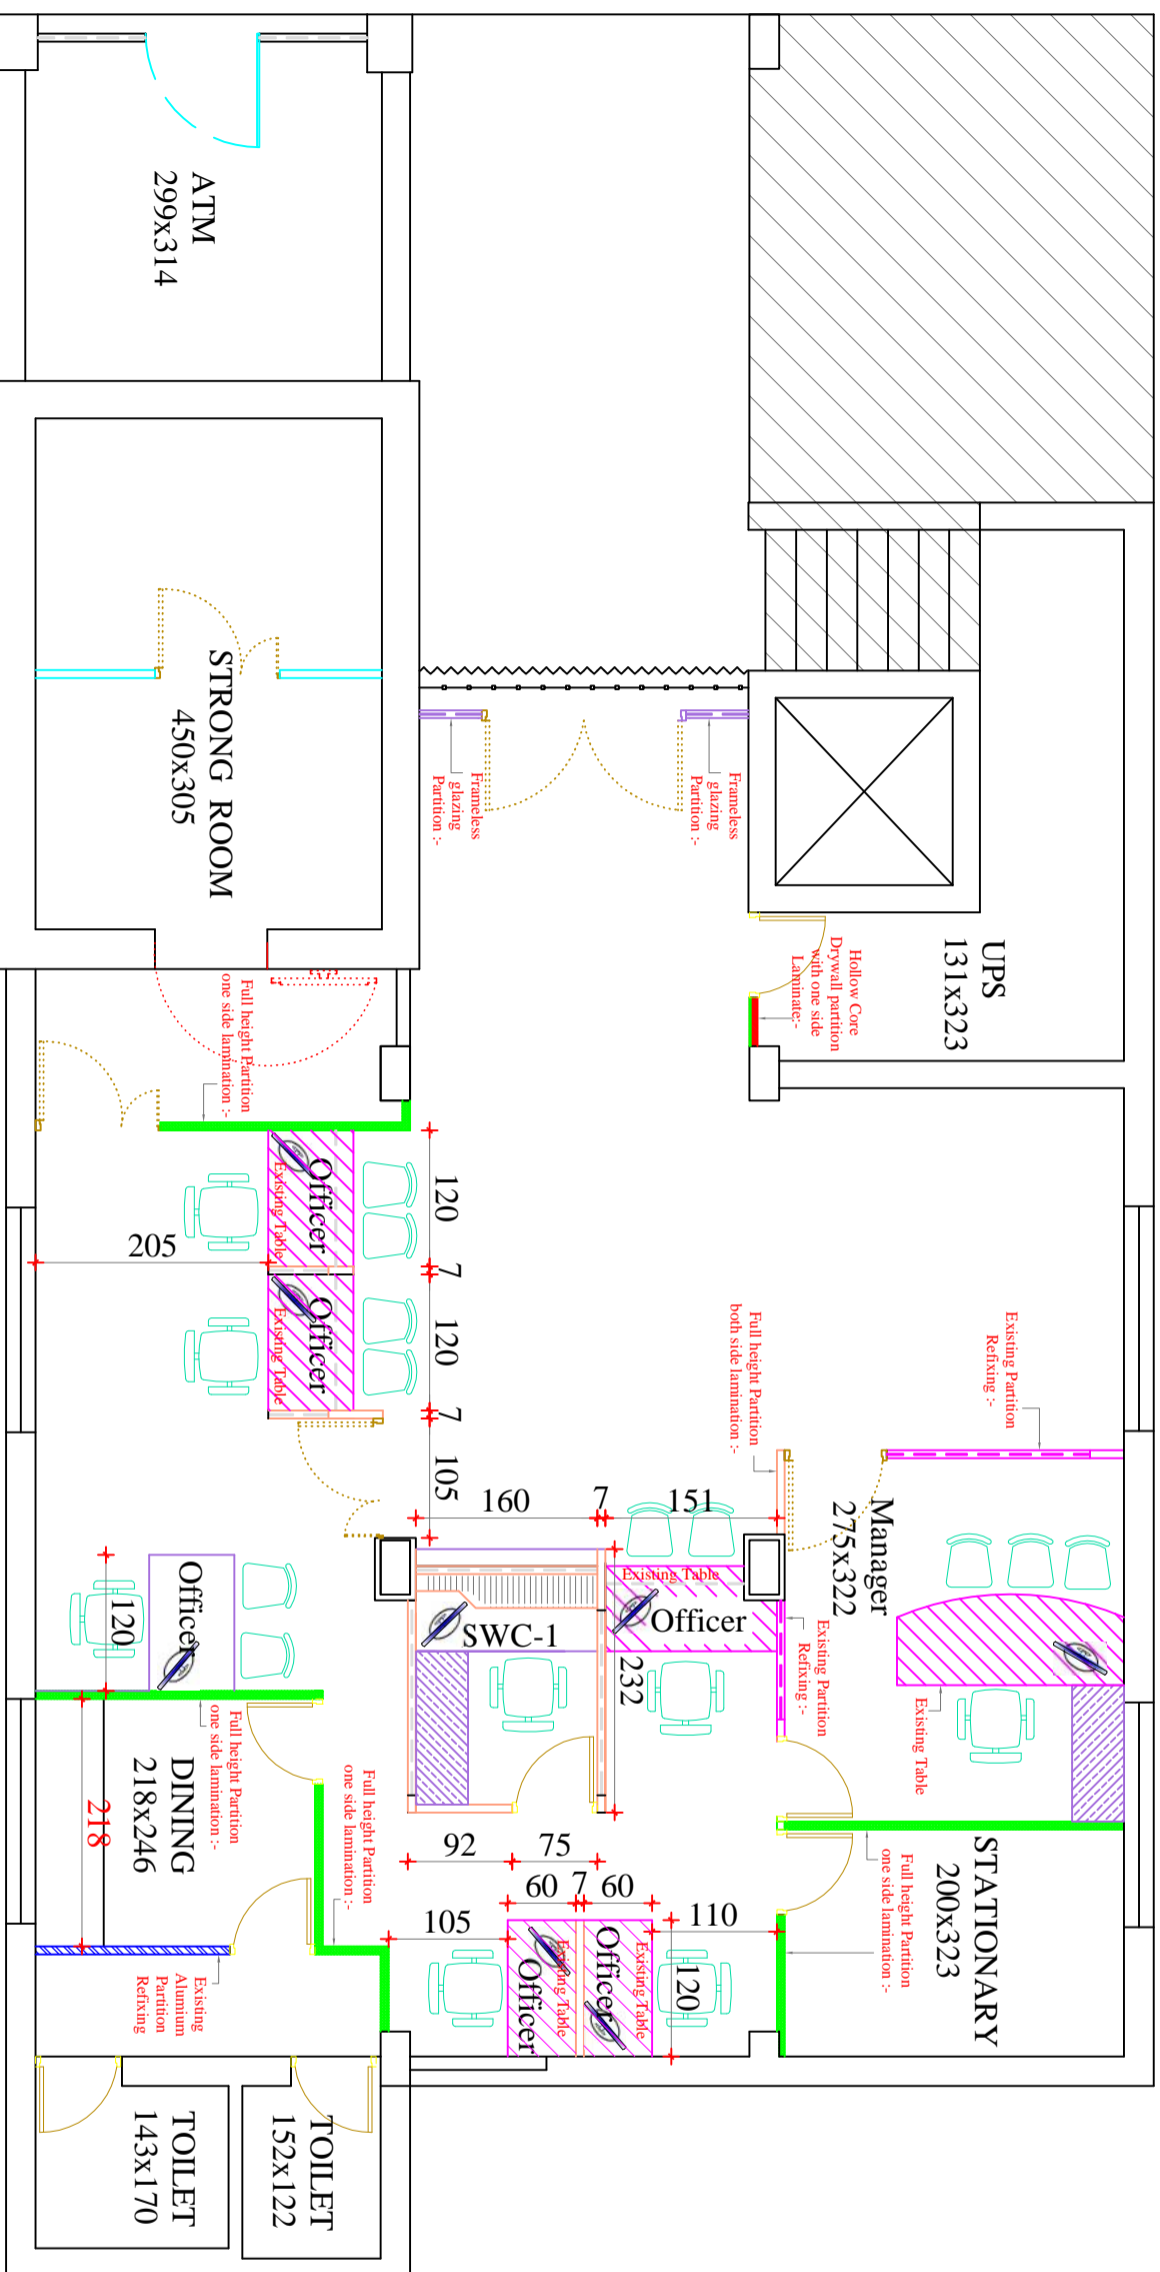 ATM
299x314
STRONG ROOM
450x305
Frameless
glazing
Partition :-
Frameless
glazing
Partition :-
UPS
131x323
Hollow Core
Drywall partition
with one side
Laminate:-
Full height Partition
one side lamination :-
Officer
Existing Table
Officer
Existing Table
120
7
120
7
105
205
Full height Partition
both side lamination :-
Existing Partition
Refixing :-
Manager
275x322
160
7
151
Existing Table
Officer
SWC-1
232
Existing Partition
Refixing :-
Existing Table
Officer
120
Full height Partition
one side lamination :-
DINING
218x246
218
Full height Partition
one side lamination :-
92
75
60
7
60
105
110
120
Officer
Existing Table
Officer
Existing Table
Full height Partition
one side lamination :-
STATIONARY
200x323
Existing
Alumium
Partition
Refixing
TOILET
143x170
TOILET
152x122